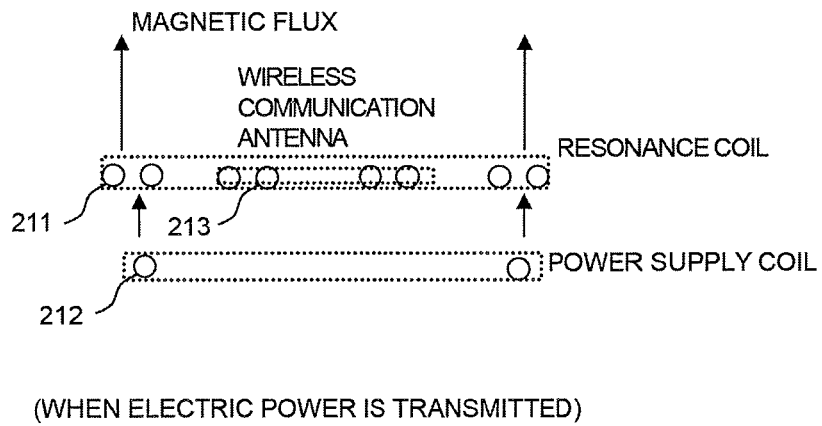 MAGNETIC FLUX
WIRELESS
COMMUNICATION
ANTENNA
RESONANCE COIL
211
213
POWER SUPPLY COIL
212
(WHEN ELECTRIC POWER IS TRANSMITTED)